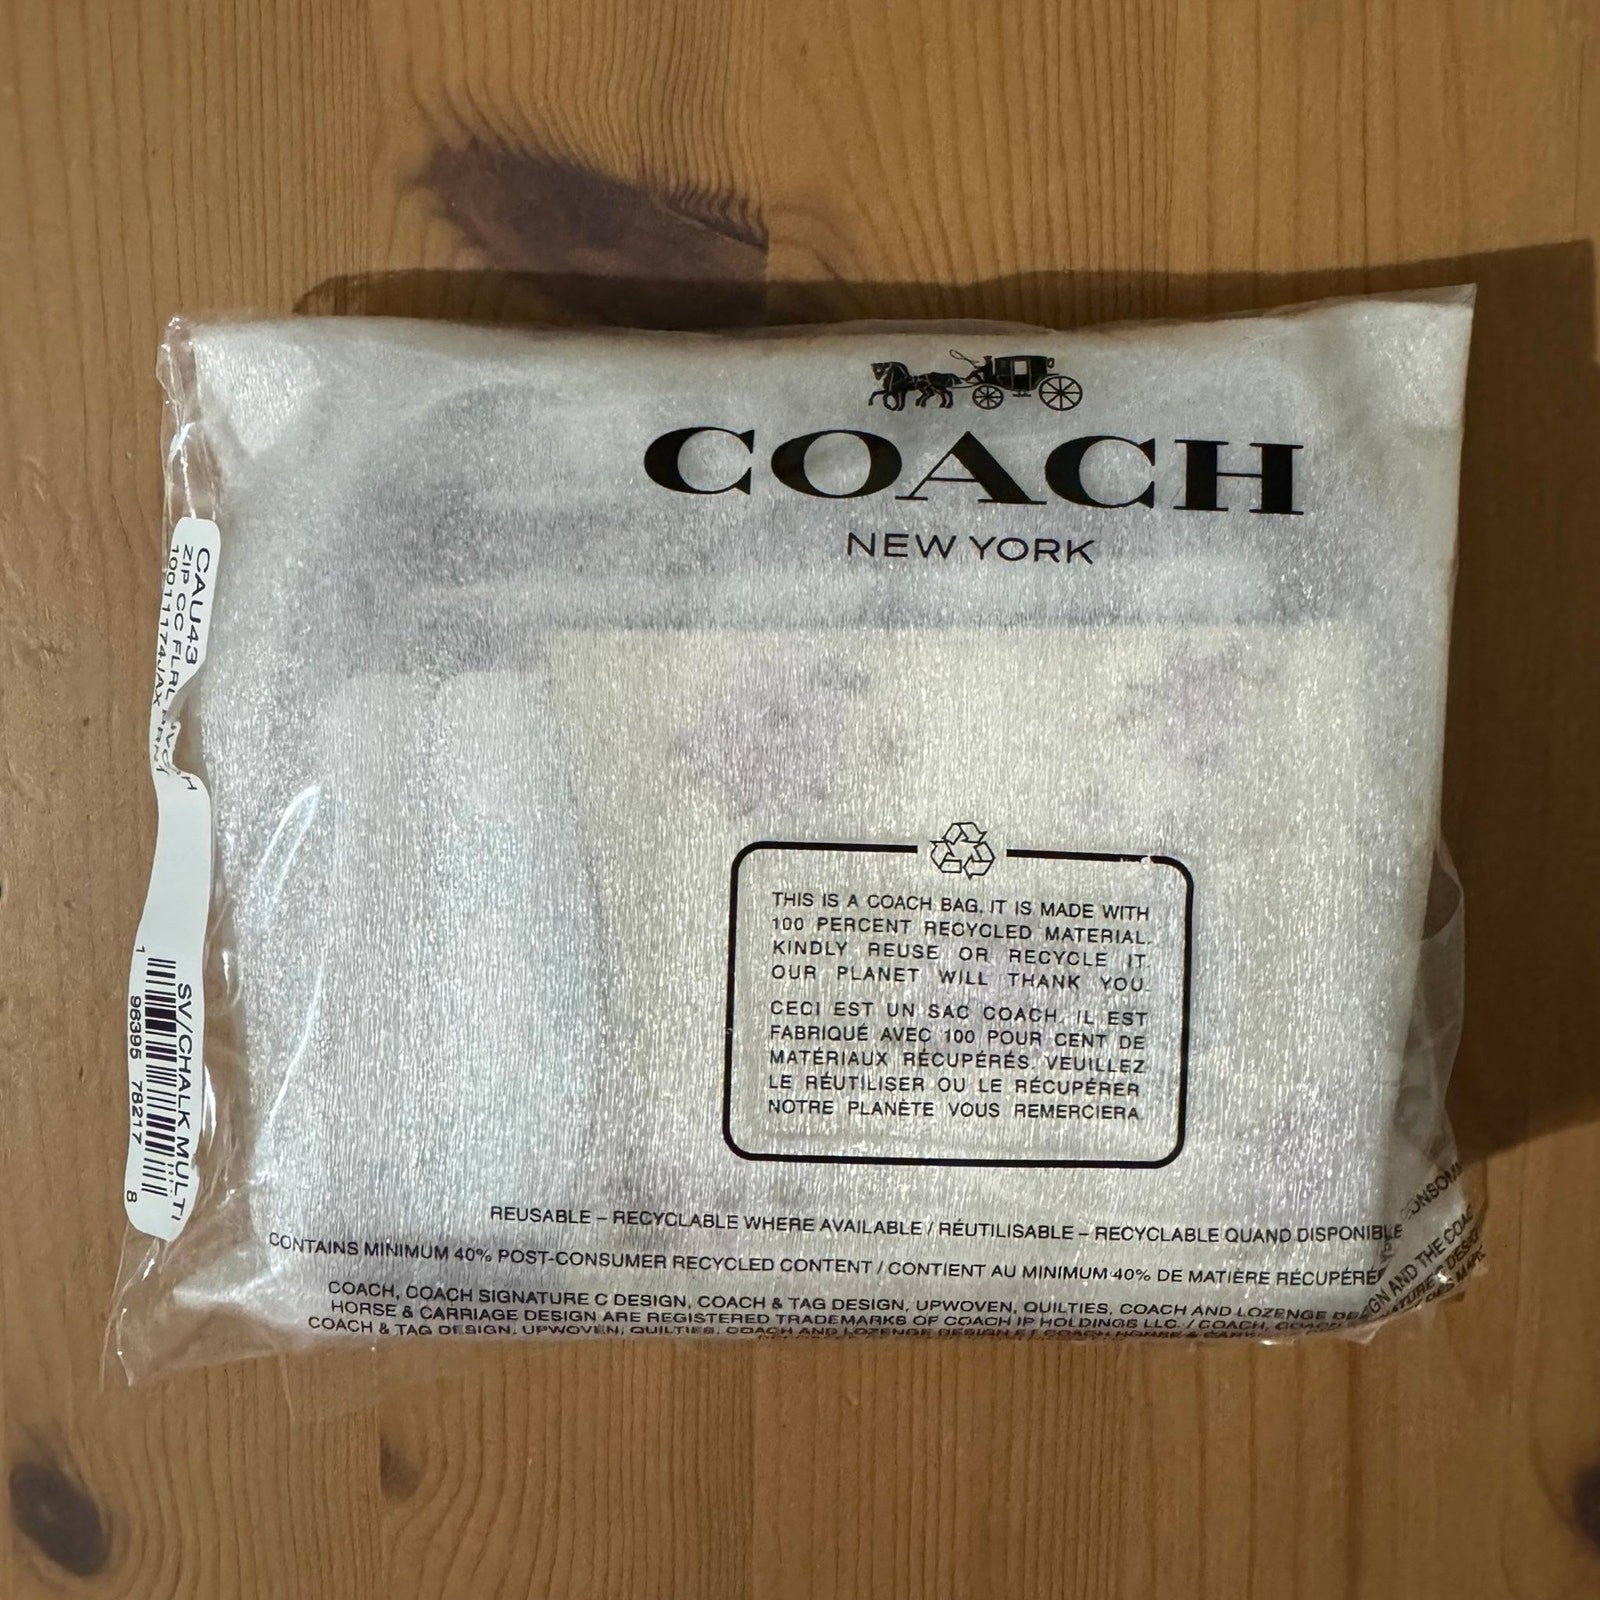 COACH
NEW YORK
CAU43
ZIP CC FLRL
SV/CHALK MULTI
1 96395 78217 8
THIS IS A COACH BAG. IT IS MADE WITH
100 PERCENT RECYCLED MATERIAL.
KINDLY REUSE OR RECYCLE IT.
OUR PLANET WILL THANK YOU.
CECI EST UN SAC COACH. IL EST
FABRIQUÉ AVEC 100 POUR CENT DE
MATÉRIAUX RÉCUPÉRÉS. VEUILLEZ
LE RÉUTILISER OU LE RÉCUPÉRER
NOTRE PLANÈTE VOUS REMERCIERA.
REUSABLE – RECYCLABLE WHERE AVAILABLE / RÉUTILISABLE – RECYCLABLE QUAND DISPONIBLE
CONTAINS MINIMUM 40% POST-CONSUMER RECYCLED CONTENT / CONTIENT AU MINIMUM 40% DE MATIÈRE RÉCUPÉRÉE
COACH, COACH SIGNATURE C DESIGN, COACH & TAG DESIGN, UPWOVEN, QUILTIES, COACH AND LOZENGE DESIGN AND THE COACH
HORSE & CARRIAGE DESIGN ARE REGISTERED TRADEMARKS OF COACH IP HOLDINGS LLC. / COACH, COACH
COACH & TAG DESIGN, UPWOVEN, QUILTIES, COACH AND LOZENGE DESIGN ET COACH HORSE &